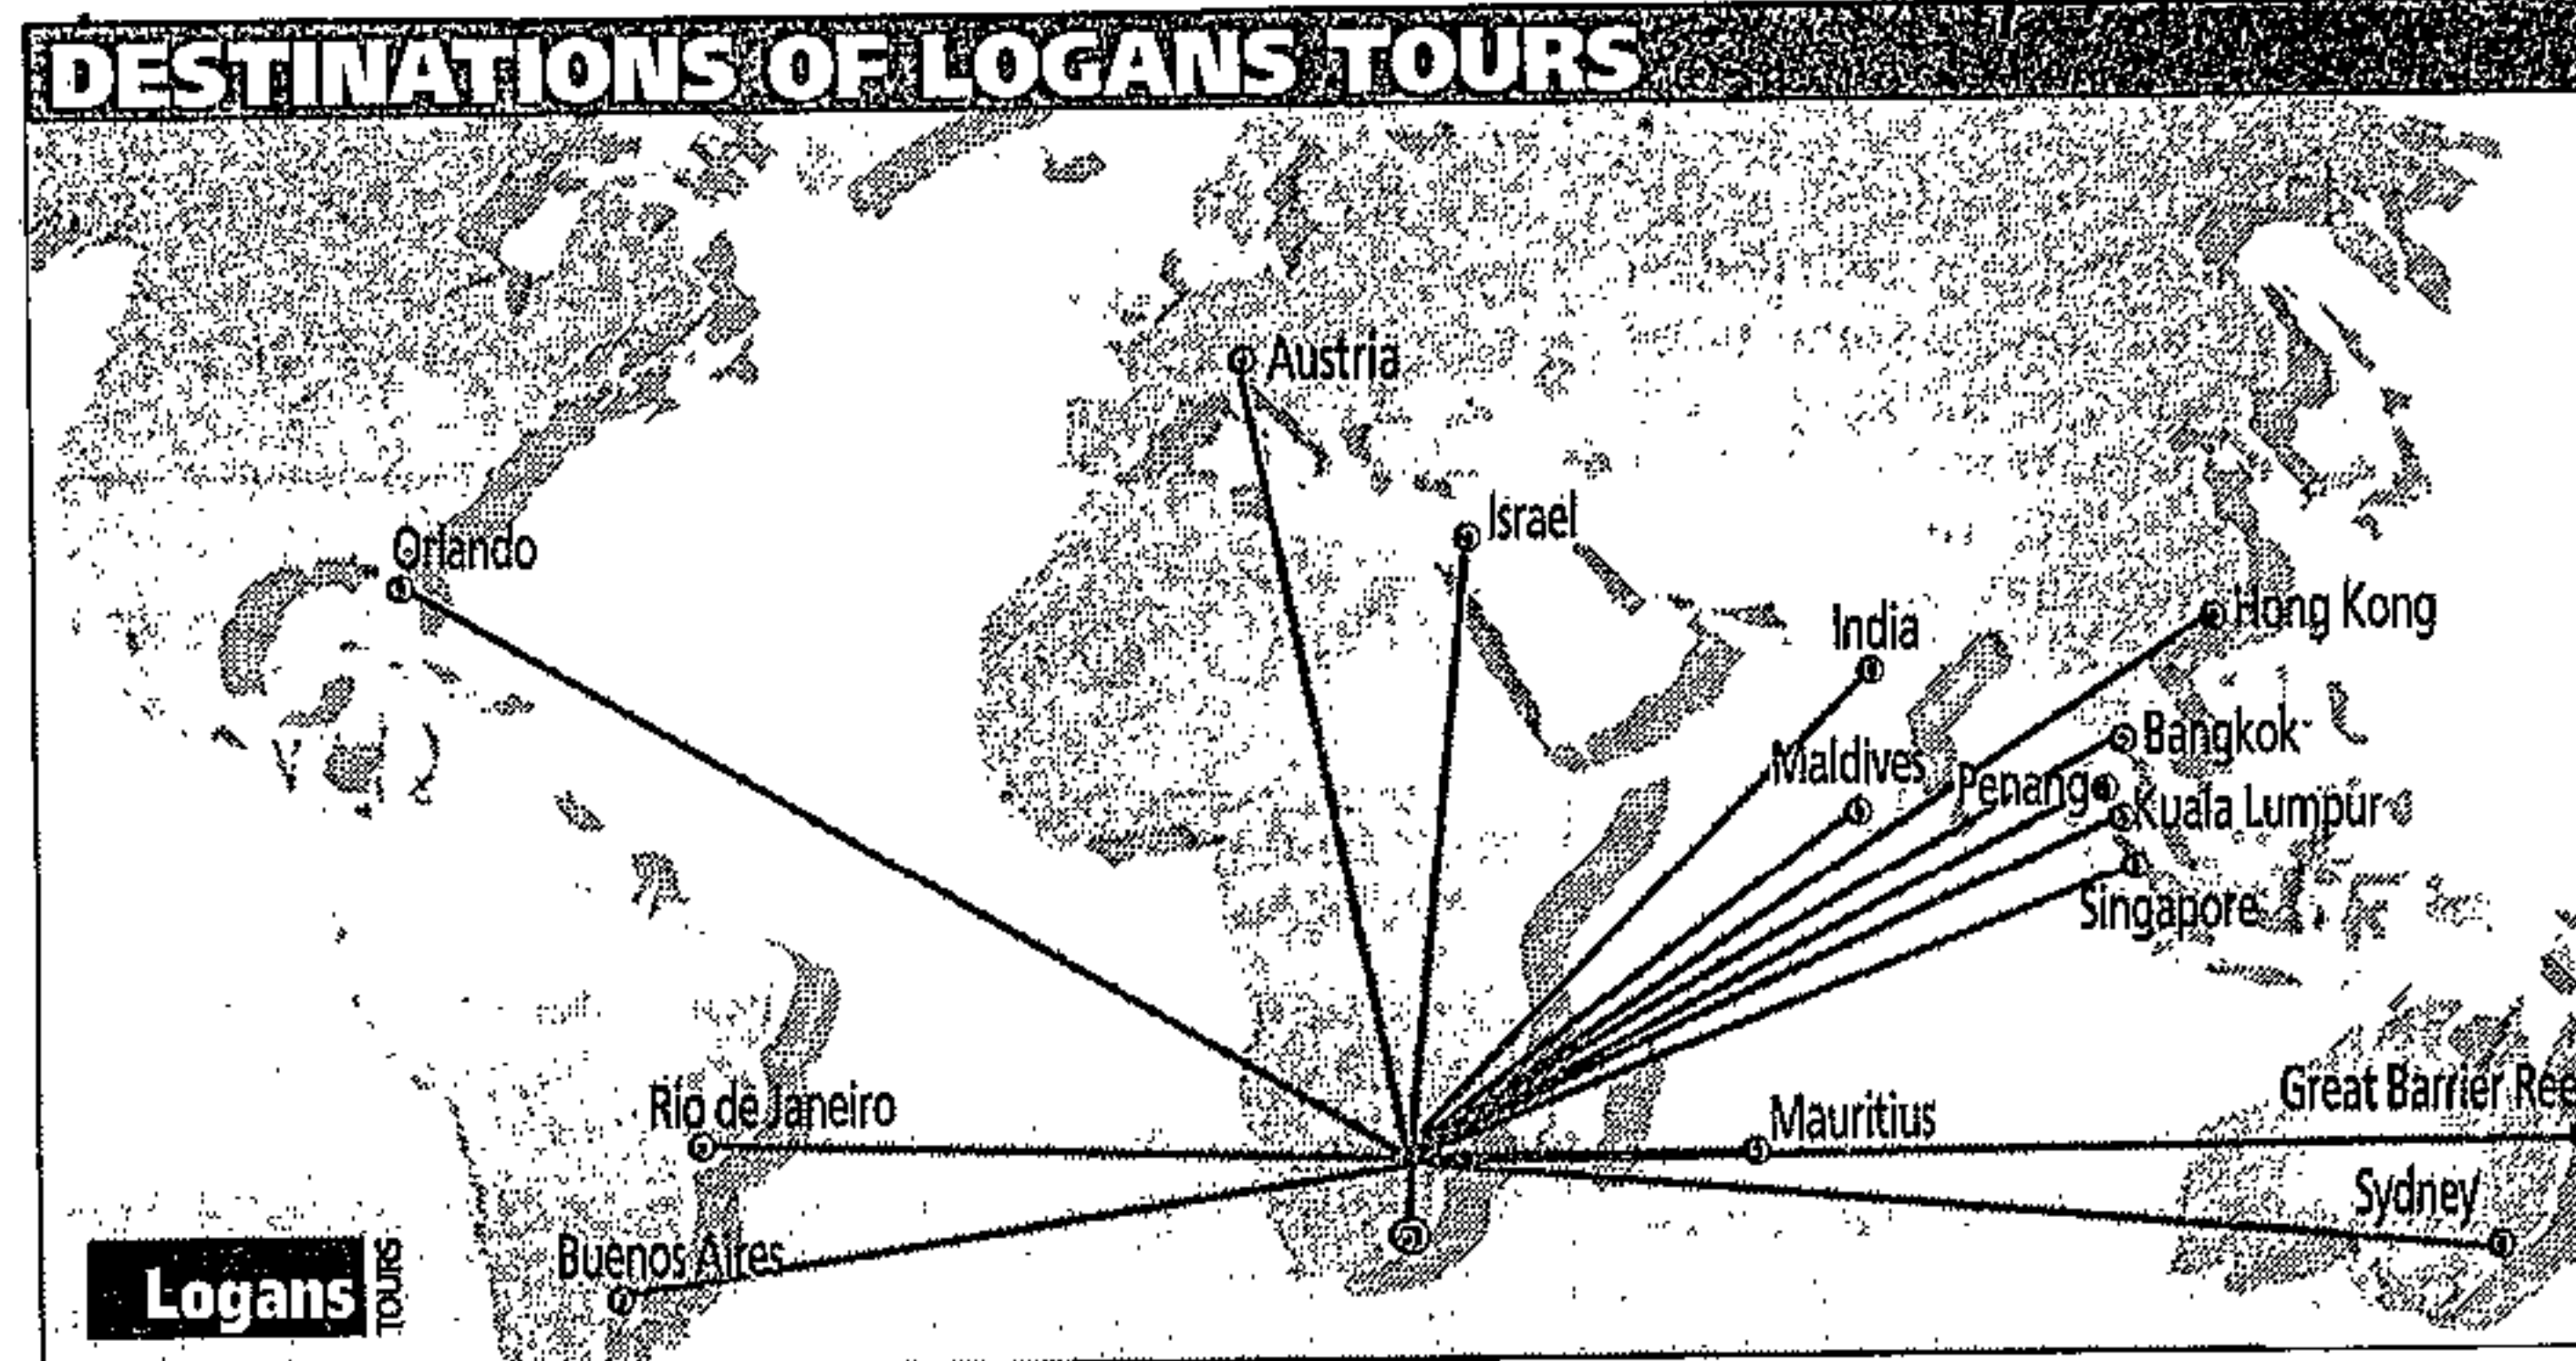 DESTINATIONS OF LOGANS TOURS
Austria
Israel
Orlando
Hong Kong
India
Bangkok
Maldives
Penang
Kuala Lumpur
Singapore
Great Barrier Ree
Rio de Janeiro
Mauritius
Sydney
Buenos Aires
Logans
TOURS